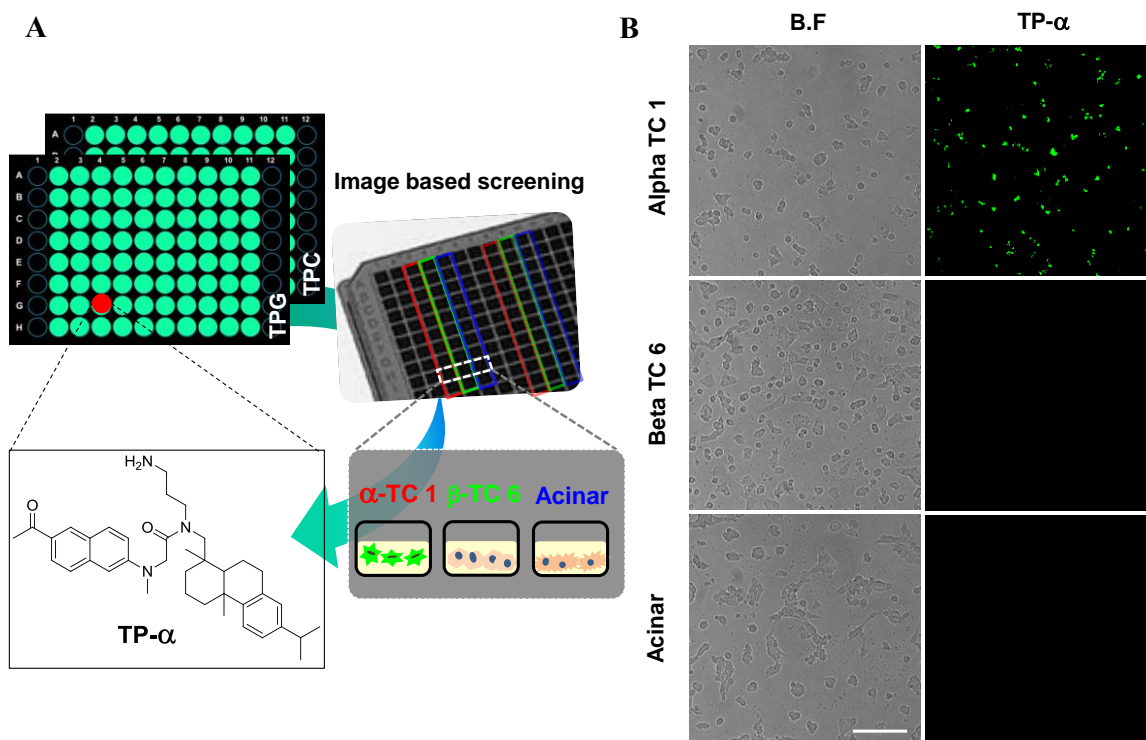 A
B
B.F
TP-α
1 2 3 4 5 6 7 8 9 10 11 12
A
1 2 3 4 5 6 7 8 9 10 11 12
A
B
C
D
E
F
G
H
TPC
TPG
Image based screening
α-TC 1 β-TC 6 Acinar
H₂N
O
O
N
N
TP-α
Alpha TC 1
Beta TC 6
Acinar